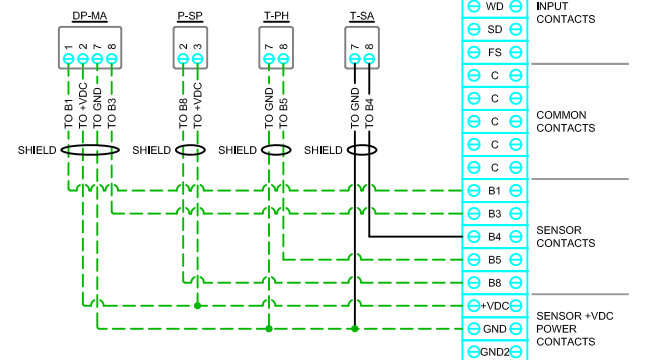 DP-MA P-SP T-PH T-SA
1 2 7 8 2 3 7 8 7 8
TO B1 TO +VDC TO GND TO B3 TO B8 TO +VDC TO GND TO B5 TO GND TO B4
SHIELD SHIELD SHIELD SHIELD
WD
SD
FS
INPUT
CONTACTS
C
C
C
C
C
COMMON
CONTACTS
B1
B3
B4
B5
B8
SENSOR
CONTACTS
+VDC
GND
GND2
SENSOR +VDC
POWER
CONTACTS